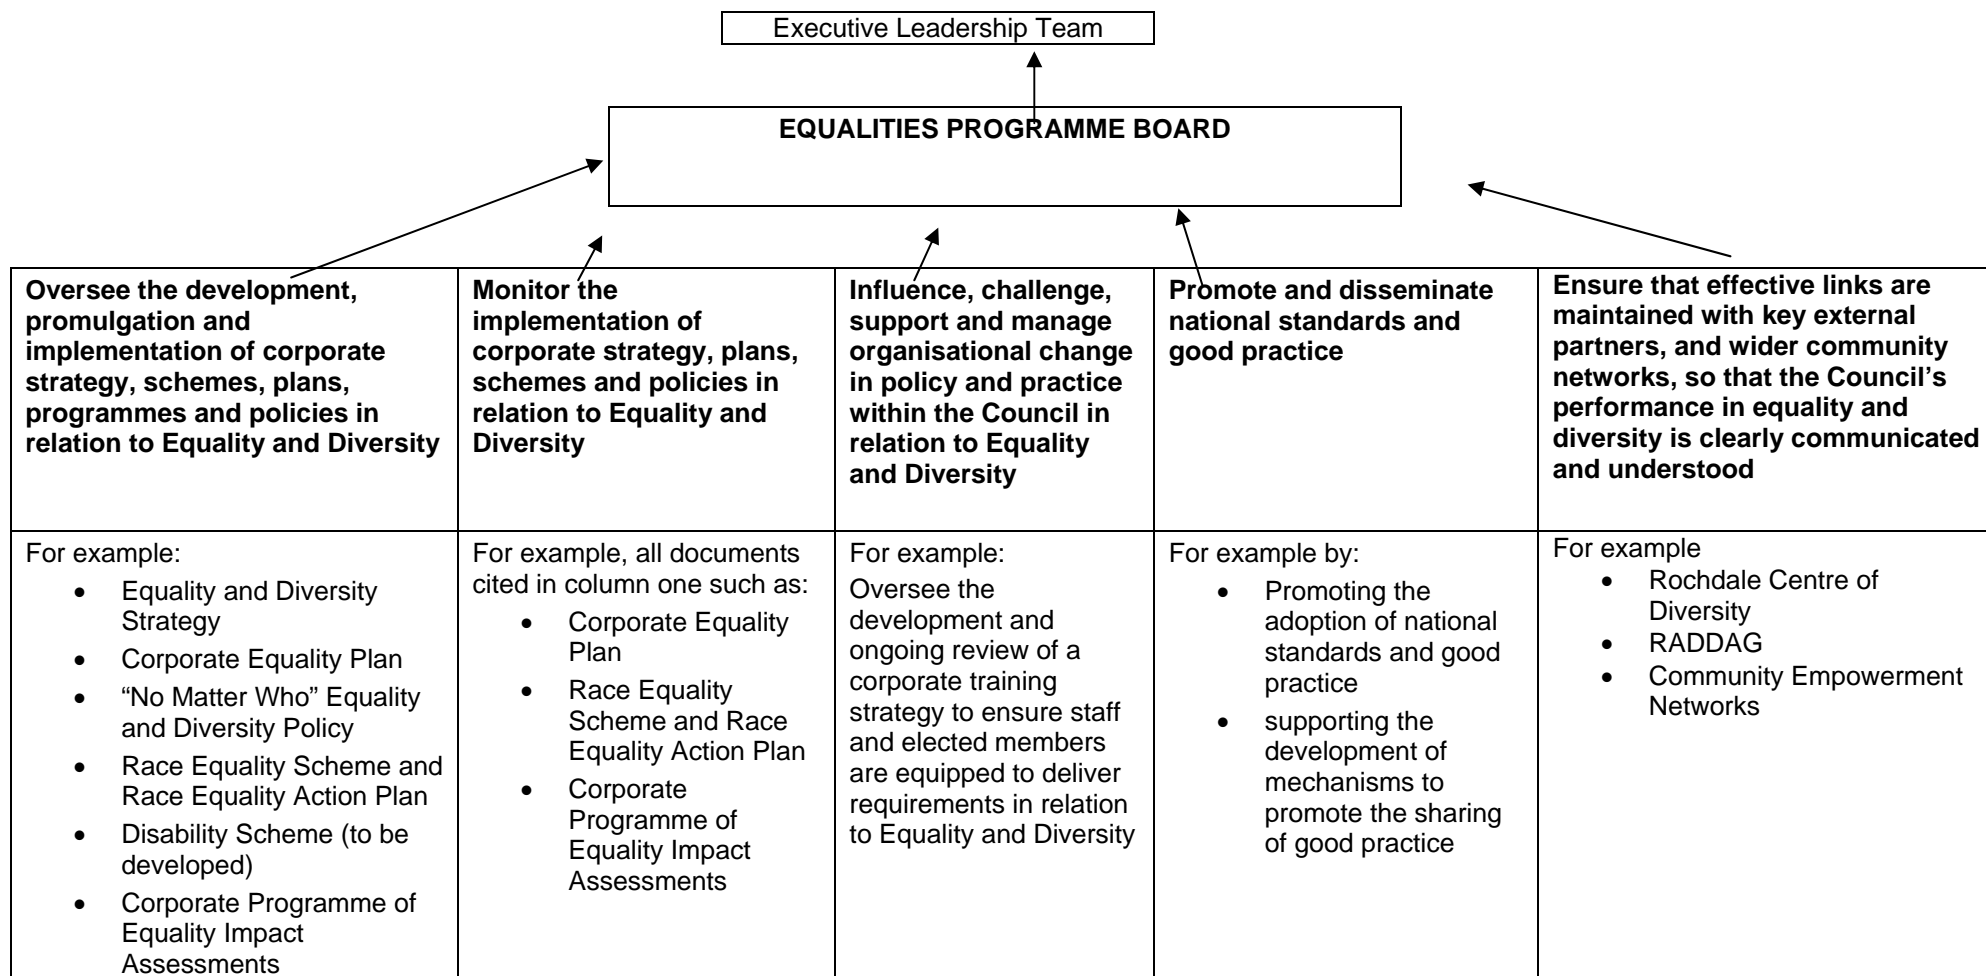 Executive Leadership Team
EQUALITIES PROGRAMME BOARD
Oversee the development,
promulgation and
implementation of corporate
strategy, schemes, plans,
programmes and policies in
relation to Equality and Diversity
Monitor the
implementation of
corporate strategy, plans,
schemes and policies in
relation to Equality and
Diversity
Influence, challenge,
support and manage
organisational change
in policy and practice
within the Council in
relation to Equality
and Diversity
Promote and disseminate
national standards and
good practice
Ensure that effective links are
maintained with key external
partners, and wider community
networks, so that the Council’s
performance in equality and
diversity is clearly communicated
and understood
For example:
• Equality and Diversity
Strategy
• Corporate Equality Plan
• “No Matter Who” Equality
and Diversity Policy
• Race Equality Scheme and
Race Equality Action Plan
• Disability Scheme (to be
developed)
• Corporate Programme of
Equality Impact
Assessments
For example, all documents
cited in column one such as:
• Corporate Equality
Plan
• Race Equality
Scheme and Race
Equality Action Plan
• Corporate
Programme of
Equality Impact
Assessments
For example:
Oversee the
development and
ongoing review of a
corporate training
strategy to ensure staff
and elected members
are equipped to deliver
requirements in relation
to Equality and Diversity
For example by:
• Promoting the
adoption of national
standards and good
practice
• supporting the
development of
mechanisms to
promote the sharing
of good practice
For example
• Rochdale Centre of
Diversity
• RADDAG
• Community Empowerment
Networks